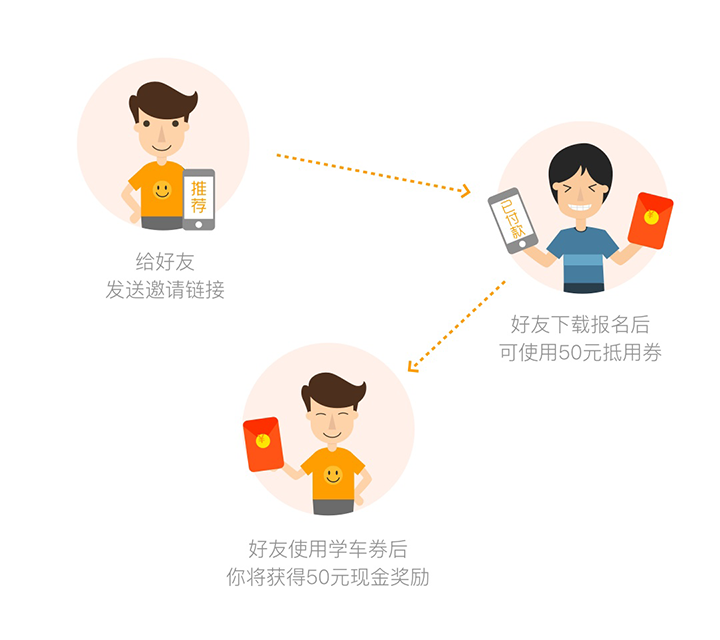 推荐
给好友
发送邀请链接
已付款
好友下载报名后
可使用50元抵用券
好友使用学车券后
你将获得50元现金奖励